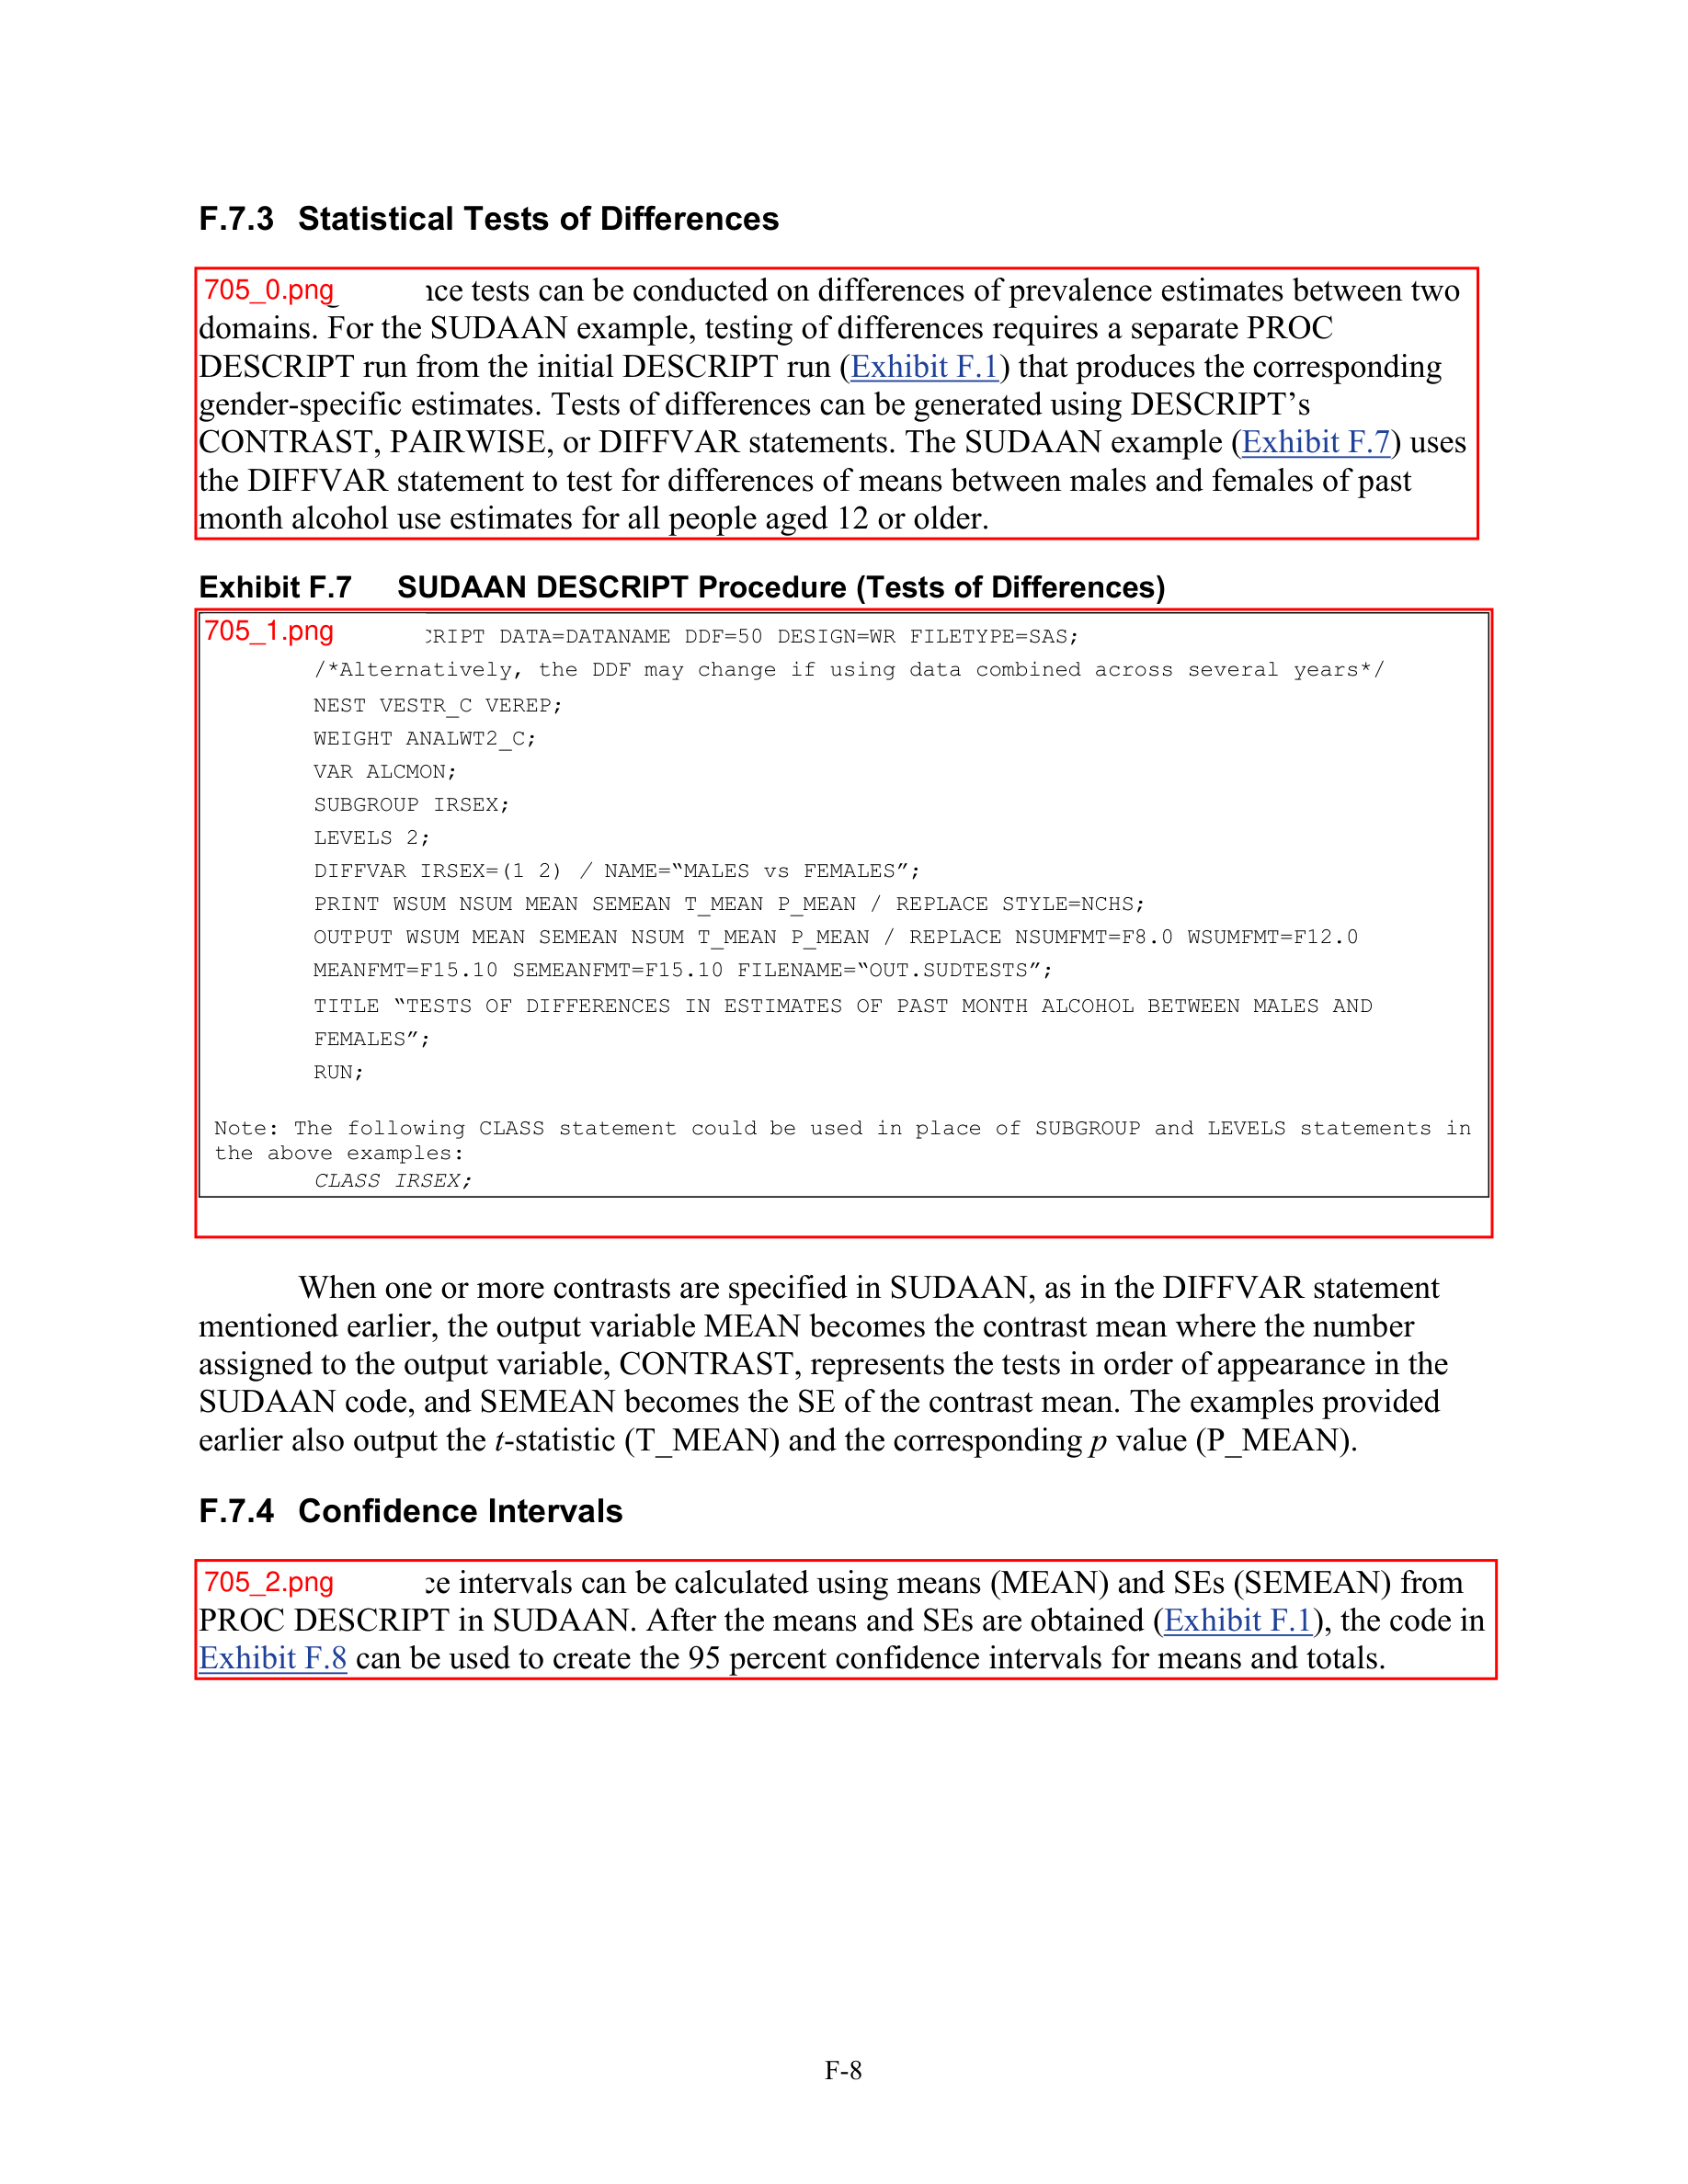 F.7.3 Statistical Tests of Differences
705_0.png tests can be conducted on differences of prevalence estimates between two
domains. For the SUDAAN example, testing of differences requires a separate PROC
DESCRIPT run from the initial DESCRIPT run (Exhibit F.1) that produces the corresponding
gender-specific estimates. Tests of differences can be generated using DESCRIPT’s
CONTRAST, PAIRWISE, or DIFFVAR statements. The SUDAAN example (Exhibit F.7) uses
the DIFFVAR statement to test for differences of means between males and females of past
month alcohol use estimates for all people aged 12 or older.
Exhibit F.7 SUDAAN DESCRIPT Procedure (Tests of Differences)
705_1.png DATA=DATANAME DDF=50 DESIGN=WR FILETYPE=SAS;
/*Alternatively, the DDF may change if using data combined across several years*/
NEST VESTR_C VEREP;
WEIGHT ANALWT2_C;
VAR ALCMON;
SUBGROUP IRSEX;
LEVELS 2;
DIFFVAR IRSEX=(1 2) / NAME=“MALES vs FEMALES”;
PRINT WSUM NSUM MEAN SEMEAN T_MEAN P_MEAN / REPLACE STYLE=NCHS;
OUTPUT WSUM MEAN SEMEAN NSUM T_MEAN P_MEAN / REPLACE NSUMFMT=F8.0 WSUMFMT=F12.0
MEANFMT=F15.10 SEMEANFMT=F15.10 FILENAME=“OUT.SUDTESTS”;
TITLE “TESTS OF DIFFERENCES IN ESTIMATES OF PAST MONTH ALCOHOL BETWEEN MALES AND
FEMALES”;
RUN;
Note: The following CLASS statement could be used in place of SUBGROUP and LEVELS statements in
the above examples:
CLASS IRSEX;
When one or more contrasts are specified in SUDAAN, as in the DIFFVAR statement
mentioned earlier, the output variable MEAN becomes the contrast mean where the number
assigned to the output variable, CONTRAST, represents the tests in order of appearance in the
SUDAAN code, and SEMEAN becomes the SE of the contrast mean. The examples provided
earlier also output the t-statistic (T_MEAN) and the corresponding p value (P_MEAN).
F.7.4 Confidence Intervals
705_2.png intervals can be calculated using means (MEAN) and SEs (SEMEAN) from
PROC DESCRIPT in SUDAAN. After the means and SEs are obtained (Exhibit F.1), the code in
Exhibit F.8 can be used to create the 95 percent confidence intervals for means and totals.
F-8